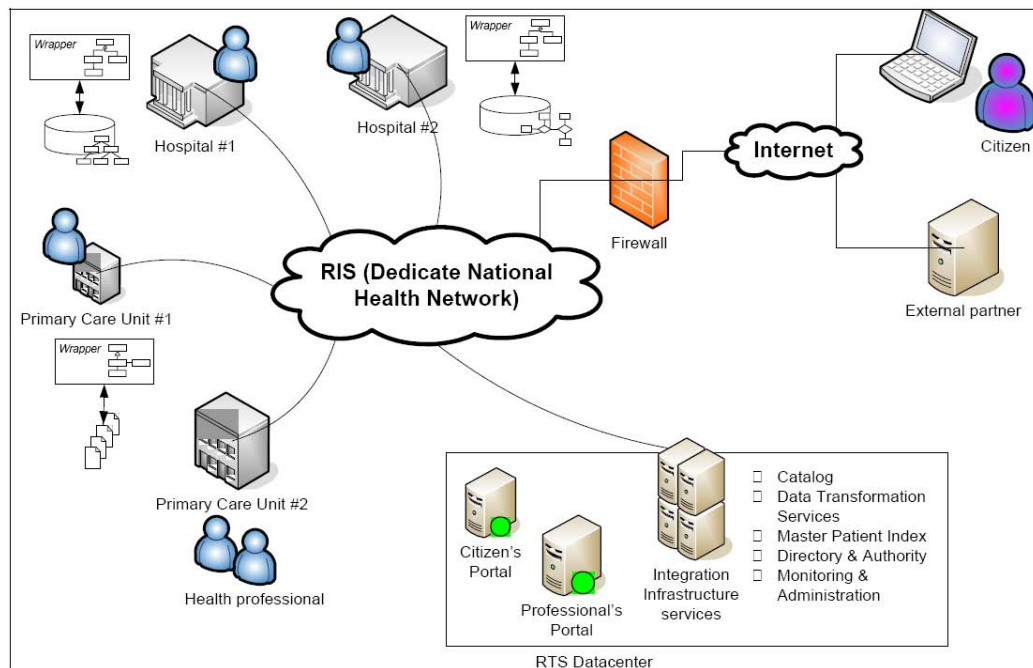 Wrapper
Hospital #1
Wrapper
Hospital #2
Internet
Citizen
Firewall
RIS (Dedicate National
Health Network)
Primary Care Unit #1
External partner
Wrapper
Primary Care Unit #2
Health professional
Citizen's
Portal
Professional's
Portal
Integration
Infrastructure
services
Catalog
Data Transformation
Services
Master Patient Index
Directory & Authority
Monitoring &
Administration
RTS Datacenter